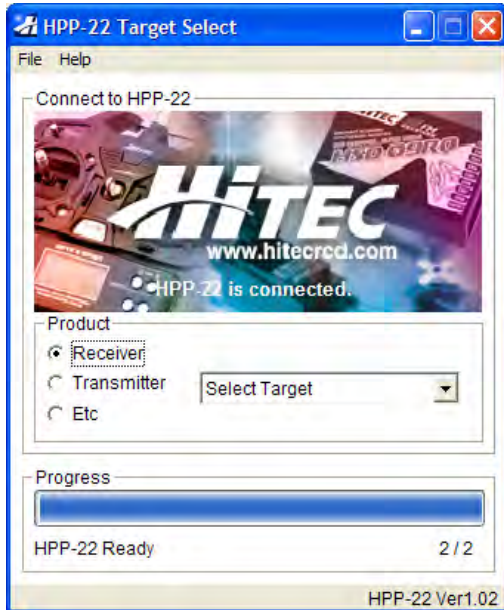 HPP-22 Target Select
File Help
Connect to HPP-22
HiTEC
www.hitecrcd.com
HPP-22 is connected.
Product
Receiver
Transmitter
Select Target
Etc
Progress
HPP-22 Ready
2 / 2
HPP-22 Ver1.02